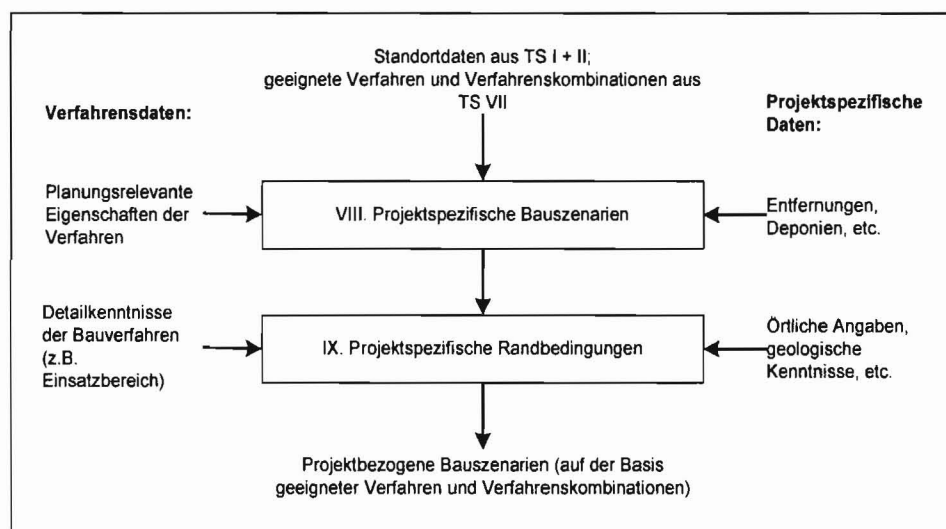 Standortdaten aus TS I + II;
geeignete Verfahren und Verfahrenskombinationen aus
TS VII
Verfahrensdaten:
Projektspezifische
Daten:
Planungsrelevante
Eigenschaften der
Verfahren
VIII. Projektspezifische Bauszenarien
Entfernungen,
Deponien, etc.
Detailkenntnisse
der Bauverfahren
(z.B.
Einsatzbereich)
IX. Projektspezifische Randbedingungen
Örtliche Angaben,
geologische
Kenntnisse, etc.
Projektbezogene Bauszenarien (auf der Basis
geeigneter Verfahren und Verfahrenskombinationen)